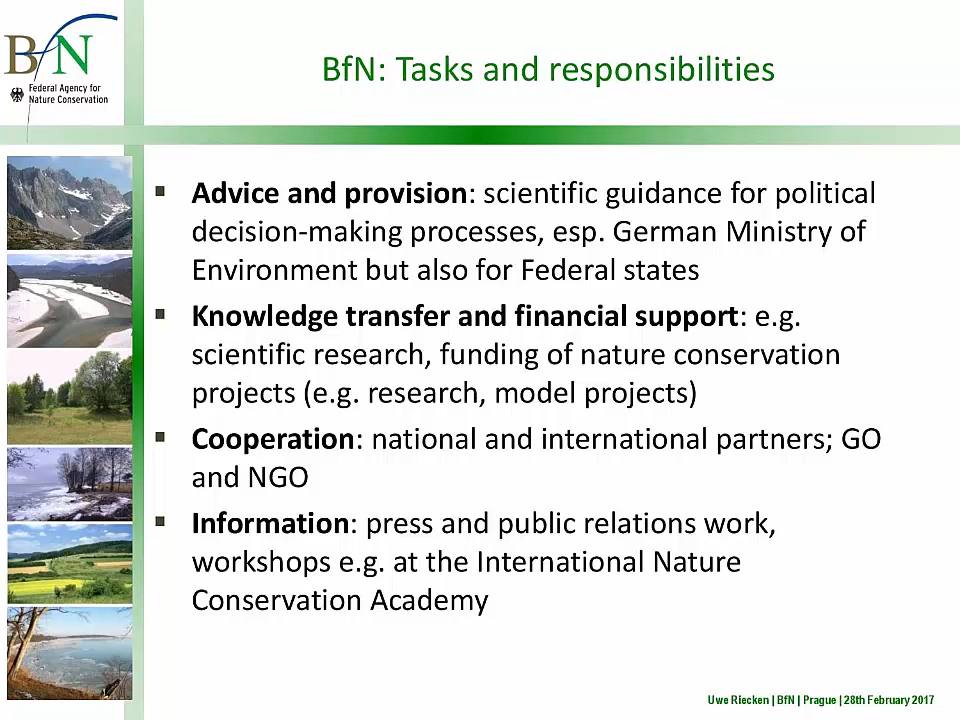 BfN
Federal Agency for
Nature Conservation
BfN: Tasks and responsibilities
▪ Advice and provision: scientific guidance for political
decision-making processes, esp. German Ministry of
Environment but also for Federal states
▪ Knowledge transfer and financial support: e.g.
scientific research, funding of nature conservation
projects (e.g. research, model projects)
▪ Cooperation: national and international partners; GO
and NGO
▪ Information: press and public relations work,
workshops e.g. at the International Nature
Conservation Academy
Uwe Riecken | BfN | Prague | 28th February 2017